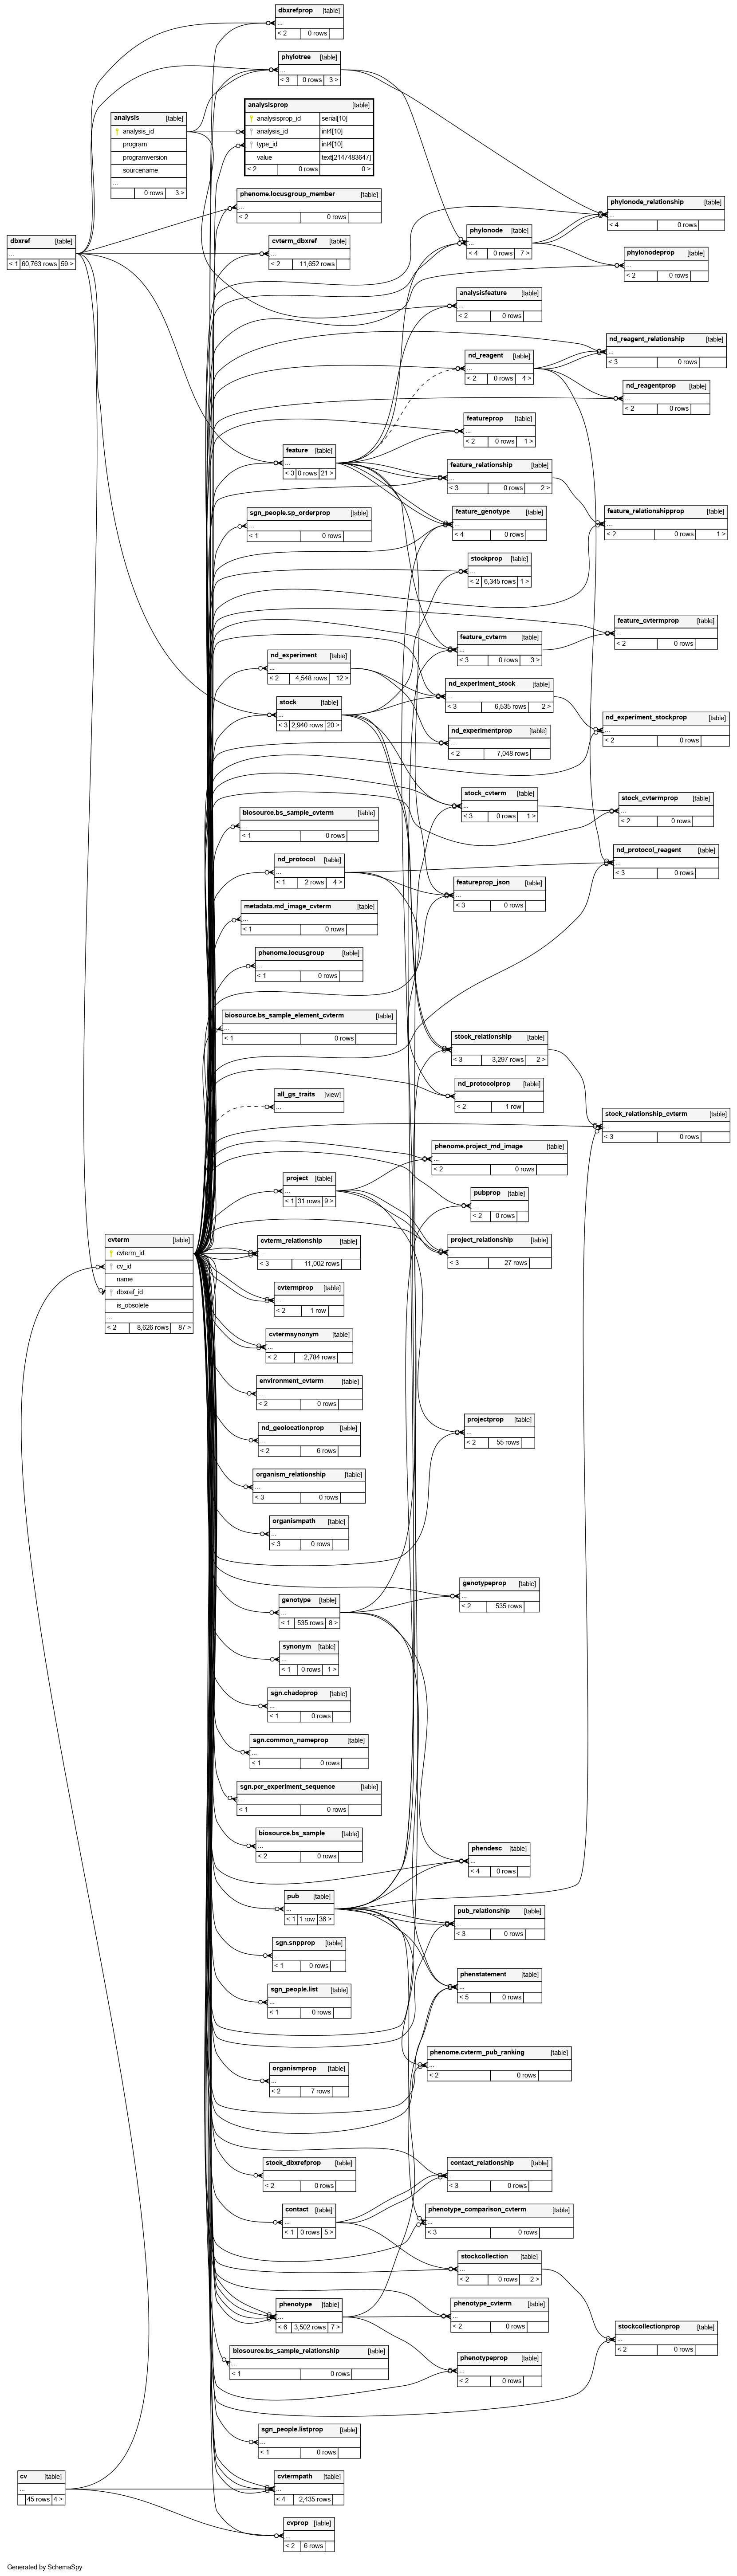 dbxrefprop [table]
...
< 2 0 rows
phylotree [table]
...
< 3 0 rows 3 >
analysis [table]
analysis_id
program
programversion
sourcename
...
0 rows 3 >
analysisprop [table]
analysisprop_id serial[10]
analysis_id int4[10]
type_id int4[10]
value text[2147483647]
< 2 0 rows 0 >
phenome.locusgroup_member [table]
...
< 2 0 rows
phylonode_relationship [table]
...
< 4 0 rows
dbxref [table]
...
< 1 60,763 rows 59 >
cvterm_dbxref [table]
...
< 2 11,652 rows
phylonode [table]
...
< 4 0 rows 7 >
phylonodeprop [table]
...
< 2 0 rows
analysisfeature [table]
...
< 2 0 rows
nd_reagent_relationship [table]
...
< 3 0 rows
nd_reagent [table]
...
< 2 0 rows 4 >
nd_reagentprop [table]
...
< 2 0 rows
featureprop [table]
...
< 2 0 rows 1 >
feature [table]
...
< 3 0 rows 21 >
feature_relationship [table]
...
< 3 0 rows 2 >
sgn_people.sp_orderprop [table]
...
< 1 0 rows
feature_genotype [table]
...
< 4 0 rows
feature_relationshipprop [table]
...
< 2 0 rows 1 >
stockprop [table]
...
< 2 6,345 rows 1 >
feature_cvtermprop [table]
...
< 2 0 rows
feature_cvterm [table]
...
< 3 0 rows 3 >
nd_experiment [table]
...
< 2 4,548 rows 12 >
nd_experiment_stock [table]
...
< 3 6,535 rows 2 >
stock [table]
...
< 3 2,940 rows 20 >
nd_experiment_stockprop [table]
...
< 2 0 rows
nd_experimentprop [table]
...
< 2 7,048 rows
stock_cvterm [table]
...
< 3 0 rows 1 >
stock_cvtermprop [table]
...
< 2 0 rows
biosource.bs_sample_cvterm [table]
...
< 1 0 rows
nd_protocol [table]
...
< 1 2 rows 4 >
nd_protocol_reagent [table]
...
< 3 0 rows
featureprop_json [table]
...
< 3 0 rows
metadata.md_image_cvterm [table]
...
< 1 0 rows
phenome.locusgroup [table]
...
< 1 0 rows
biosource.bs_sample_element_cvterm [table]
...
< 1 0 rows
stock_relationship [table]
...
< 3 3,297 rows 2 >
nd_protocolprop [table]
...
< 2 1 row
all_gs_traits [view]
...
stock_relationship_cvterm [table]
...
< 3 0 rows
phenome.project_md_image [table]
...
< 2 0 rows
project [table]
...
< 1 31 rows 9 >
pubprop [table]
...
< 2 0 rows
cvterm [table]
cvterm_id
cv_id
name
dbxref_id
is_obsolete
...
< 2 8,626 rows 87 >
cvterm_relationship [table]
...
< 3 11,002 rows
project_relationship [table]
...
< 3 27 rows
cvtermprop [table]
...
< 2 1 row
cvtermsynonym [table]
...
< 2 2,784 rows
environment_cvterm [table]
...
< 2 0 rows
projectprop [table]
...
< 2 55 rows
nd_geolocationprop [table]
...
< 2 6 rows
organism_relationship [table]
...
< 3 0 rows
organismpath [table]
...
< 3 0 rows
genotypeprop [table]
...
< 2 535 rows
genotype [table]
...
< 1 535 rows 8 >
synonym [table]
...
< 1 0 rows 1 >
sgn.chadoprop [table]
...
< 1 0 rows
sgn.common_nameprop [table]
...
< 1 0 rows
sgn.pcr_experiment_sequence [table]
...
< 1 0 rows
biosource.bs_sample [table]
...
< 2 0 rows
phendesc [table]
...
< 4 0 rows
pub [table]
...
< 1 1 row 36 >
pub_relationship [table]
...
< 3 0 rows
sgn.snpprop [table]
...
< 1 0 rows
phenstatement [table]
...
< 5 0 rows
sgn_people.list [table]
...
< 1 0 rows
phenome.cvterm_pub_ranking [table]
...
< 2 0 rows
organismprop [table]
...
< 2 7 rows
stock_dbxrefprop [table]
...
< 2 0 rows
contact_relationship [table]
...
< 3 0 rows
contact [table]
...
< 1 0 rows 5 >
phenotype_comparison_cvterm [table]
...
< 3 0 rows
stockcollection [table]
...
< 2 0 rows 2 >
phenotype [table]
...
< 6 3,502 rows 7 >
phenotype_cvterm [table]
...
< 2 0 rows
stockcollectionprop [table]
...
< 2 0 rows
biosource.bs_sample_relationship [table]
...
< 1 0 rows
phenotypeprop [table]
...
< 2 0 rows
sgn_people.listprop [table]
...
< 1 0 rows
cv [table]
...
45 rows 4 >
cvtermpath [table]
...
< 4 2,435 rows
cvprop [table]
...
< 2 6 rows
Generated by SchemaSpy